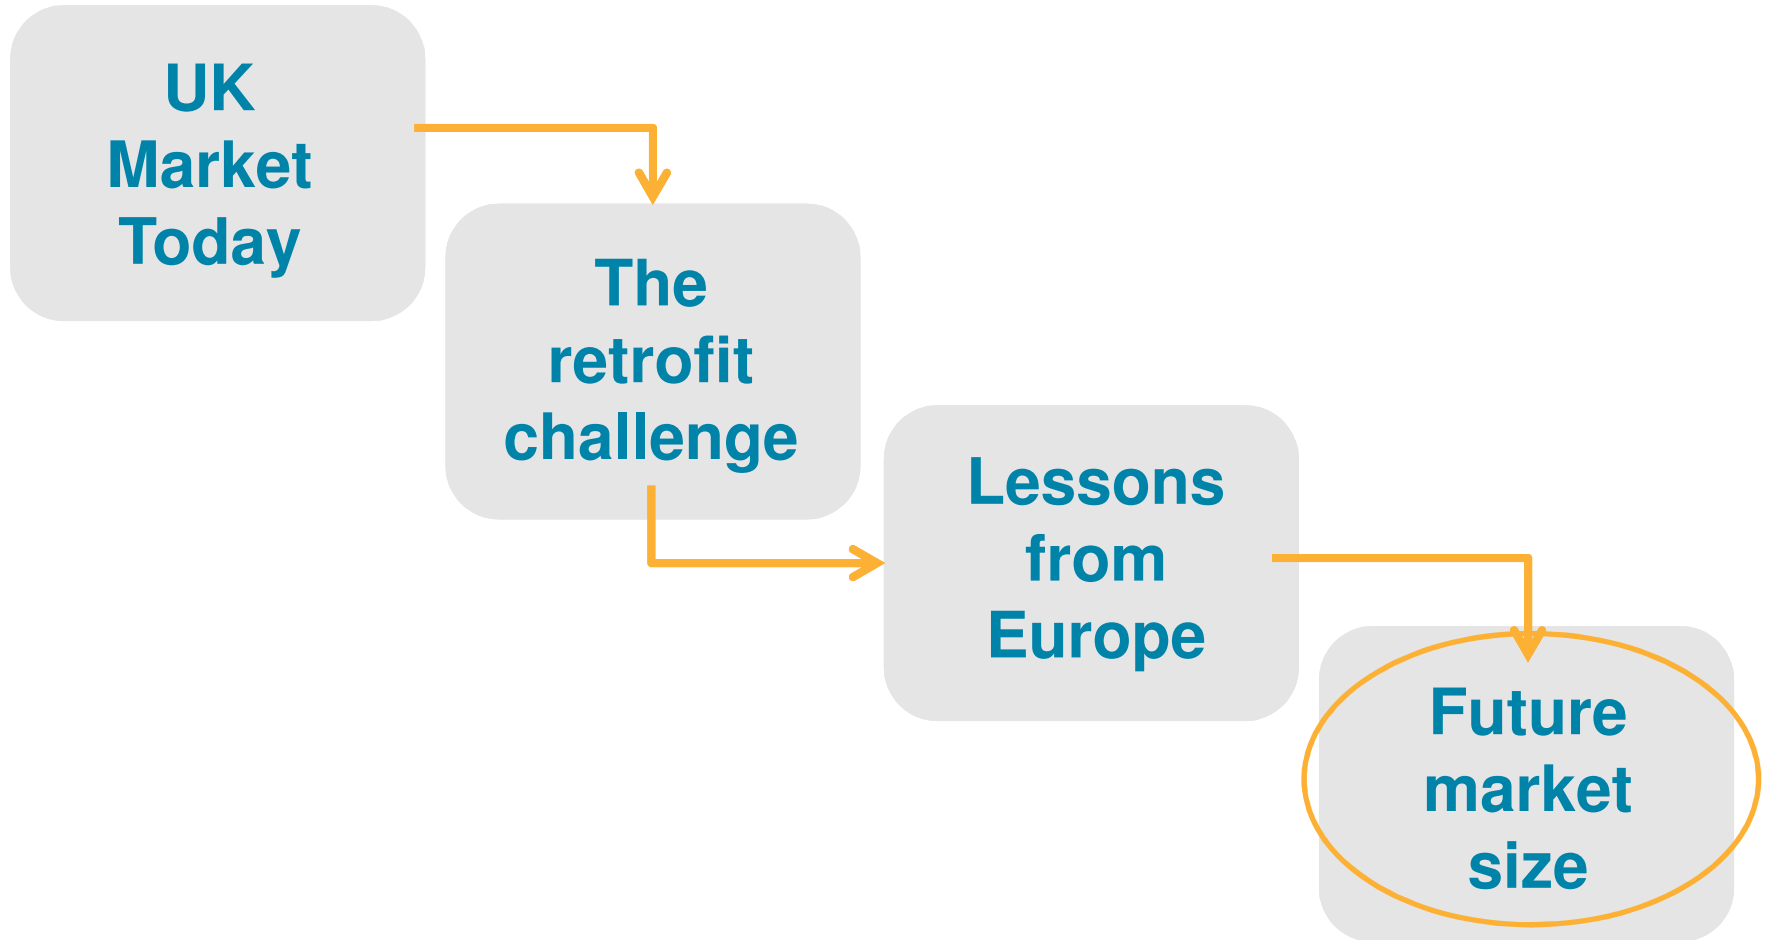 UK
Market
Today
The
retrofit
challenge
Lessons
from
Europe
Future
market
size